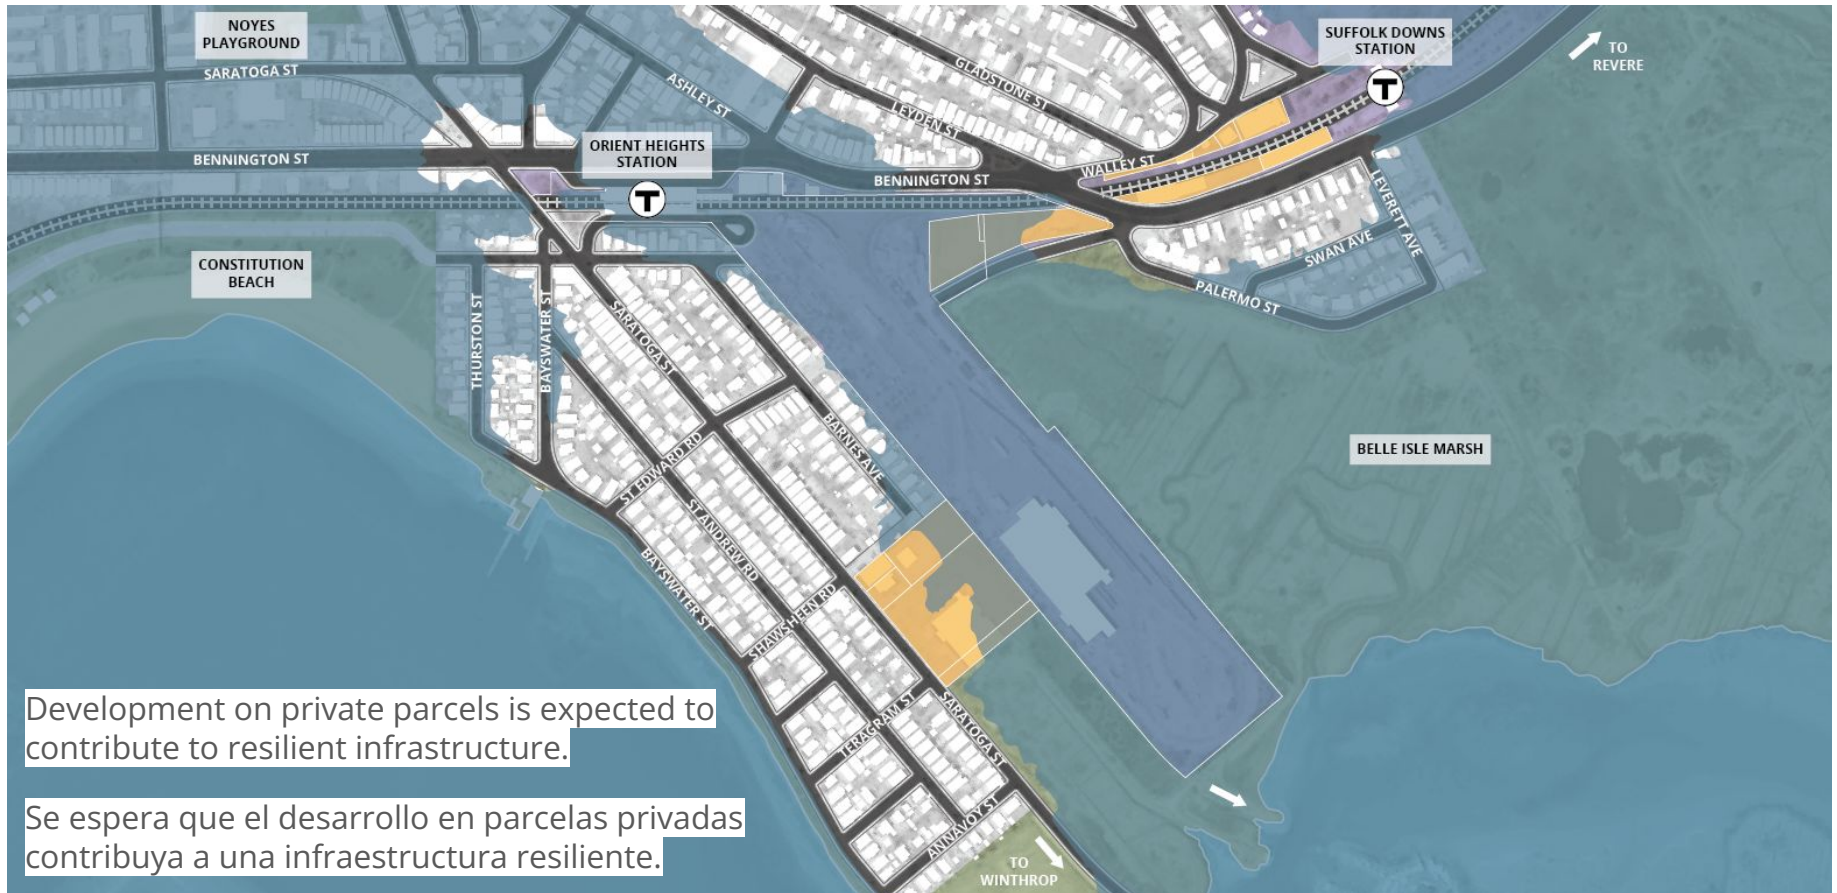 NOYES
PLAYGROUND
SUFFOLK DOWNS
STATION
T
TO
REVERE
SARATOGA ST
ASHLEY ST
GLADSTONE ST
LEYDEN ST
BENNINGTON ST
ORIENT HEIGHTS
STATION
T
WALLEY ST
BENNINGTON ST
LEVERETT AVE
SWAN AVE
PALERMO ST
CONSTITUTION
BEACH
THURSTON ST
BAYSWATER ST
SARATOGA ST
BARNES AVE
ST EDWARD RD
BELLE ISLE MARSH
ST ANDREW RD
BAYSWATER ST
SHAWSHEEN RD
TERAGRAM ST
SARATOGA ST
ANNAVOY ST
TO
WINTHROP
Development on private parcels is expected to
contribute to resilient infrastructure.
Se espera que el desarrollo en parcelas privadas
contribuya a una infraestructura resiliente.